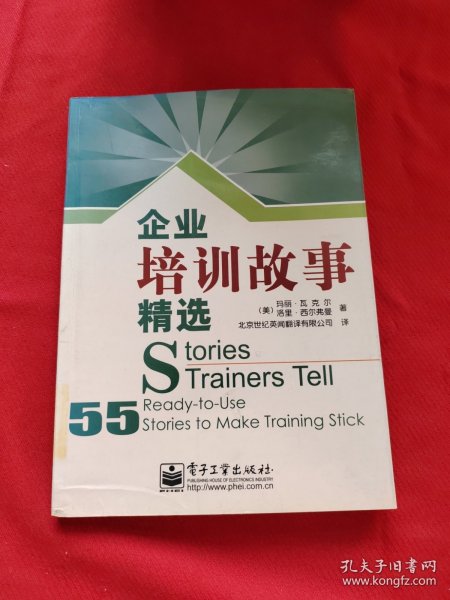 企业
培训故事
精选
(美) 玛丽·瓦克尔
洛里·西尔弗曼 著
北京世纪英闻翻译有限公司 译
Stories
Trainers Tell
55 Ready-to-Use
Stories to Make Training Stick
电子工业出版社.
PUBLISHING HOUSE OF ELECTRONICS INDUSTRY
http://www.phei.com.cn
孔夫子旧书网
www.kongfz.com